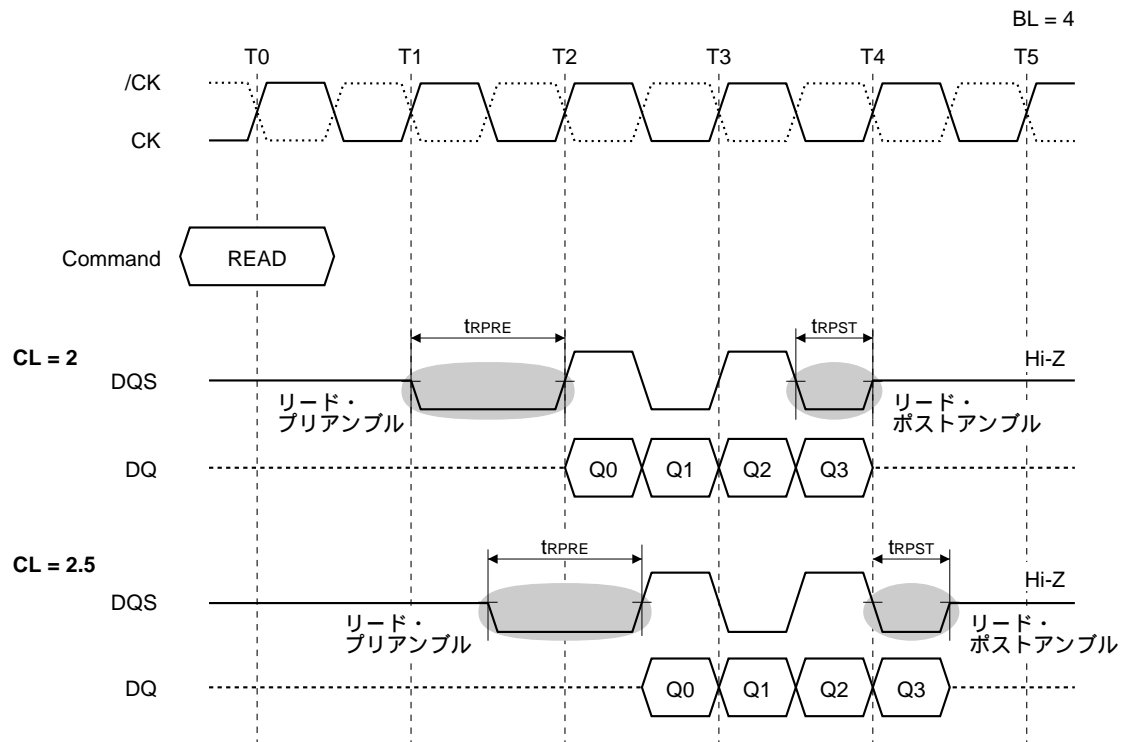 BL = 4
T0 T1 T2 T3 T4 T5
/CK
CK
Command READ
tRPRE tRPST
CL = 2
Hi-Z
DQS
リード・
プリアンブル
リード・
ポストアンブル
DQ Q0 Q1 Q2 Q3
tRPRE tRPST
CL = 2.5
Hi-Z
DQS
リード・
プリアンブル
リード・
ポストアンブル
DQ Q0 Q1 Q2 Q3